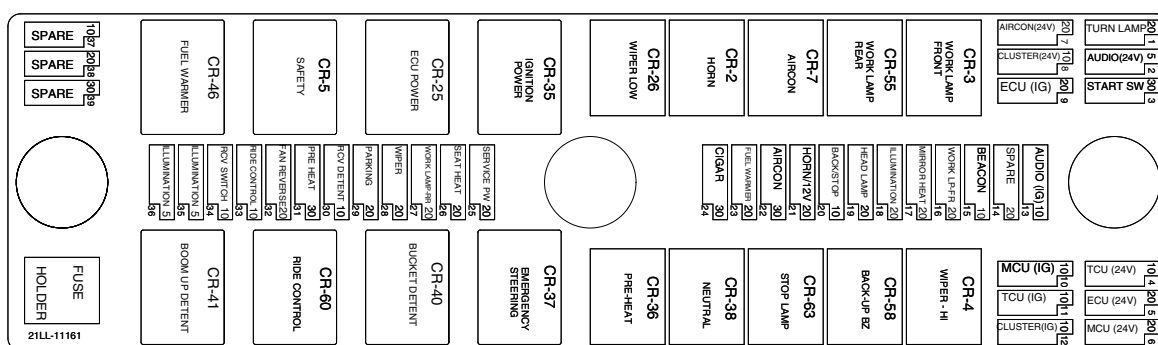 SPARE 10 37
SPARE 20 38
SPARE 30 39
CR-46
FUEL WARMER
CR-5
SAFETY
CR-25
ECU POWER
CR-35
IGNITION
POWER
CR-26
WIPER LOW
CR-2
HORN
CR-7
AIRCON
CR-55
WORK LAMP
REAR
CR-3
WORK LAMP
FRONT
AIRCON(24V) 20 7
CLUSTER(24V) 10 8
ECU (IG) 20 9
TURN LAMP 20 1
AUDIO(24V) 5 2
START SW 30 3
ILLUMINATION 5 36
ILLUMINATION 5 35
RCV SWITCH 10 34
RIDE CONTROL 10 33
FAN REVERSE 20 32
PRE HEAT 30 31
RCV DETENT 10 30
PARKING 20 29
WIPER 20 28
WORK LAMP-RR 20 27
SEAT HEAT 20 26
SERVICE PW 20 25
CIGAR 30 24
FUEL WARMER 20 23
AIRCON 30 22
HORN/12V 20 21
BACK/STOP 10 20
HEAD LAMP 20 19
ILLUMINATION 20 18
MIRROR HEAT 20 17
WORK LP-FR 20 16
BEACON 10 15
SPARE 20 14
AUDIO (IG) 10 13
FUSE
HOLDER
21LL-11161
CR-41
BOOM UP DETENT
CR-60
RIDE CONTROL
CR-40
BUCKET DETENT
CR-37
EMERGENCY
STEERING
CR-36
PRE-HEAT
CR-38
NEUTRAL
CR-63
STOP LAMP
CR-58
BACK-UP BZ
CR-4
WIPER - HI
MCU (IG) 10 10
TCU (IG) 10 11
CLUSTER(IG) 10 12
TCU (24V) 10 4
ECU (24V) 20 5
MCU (24V) 20 6